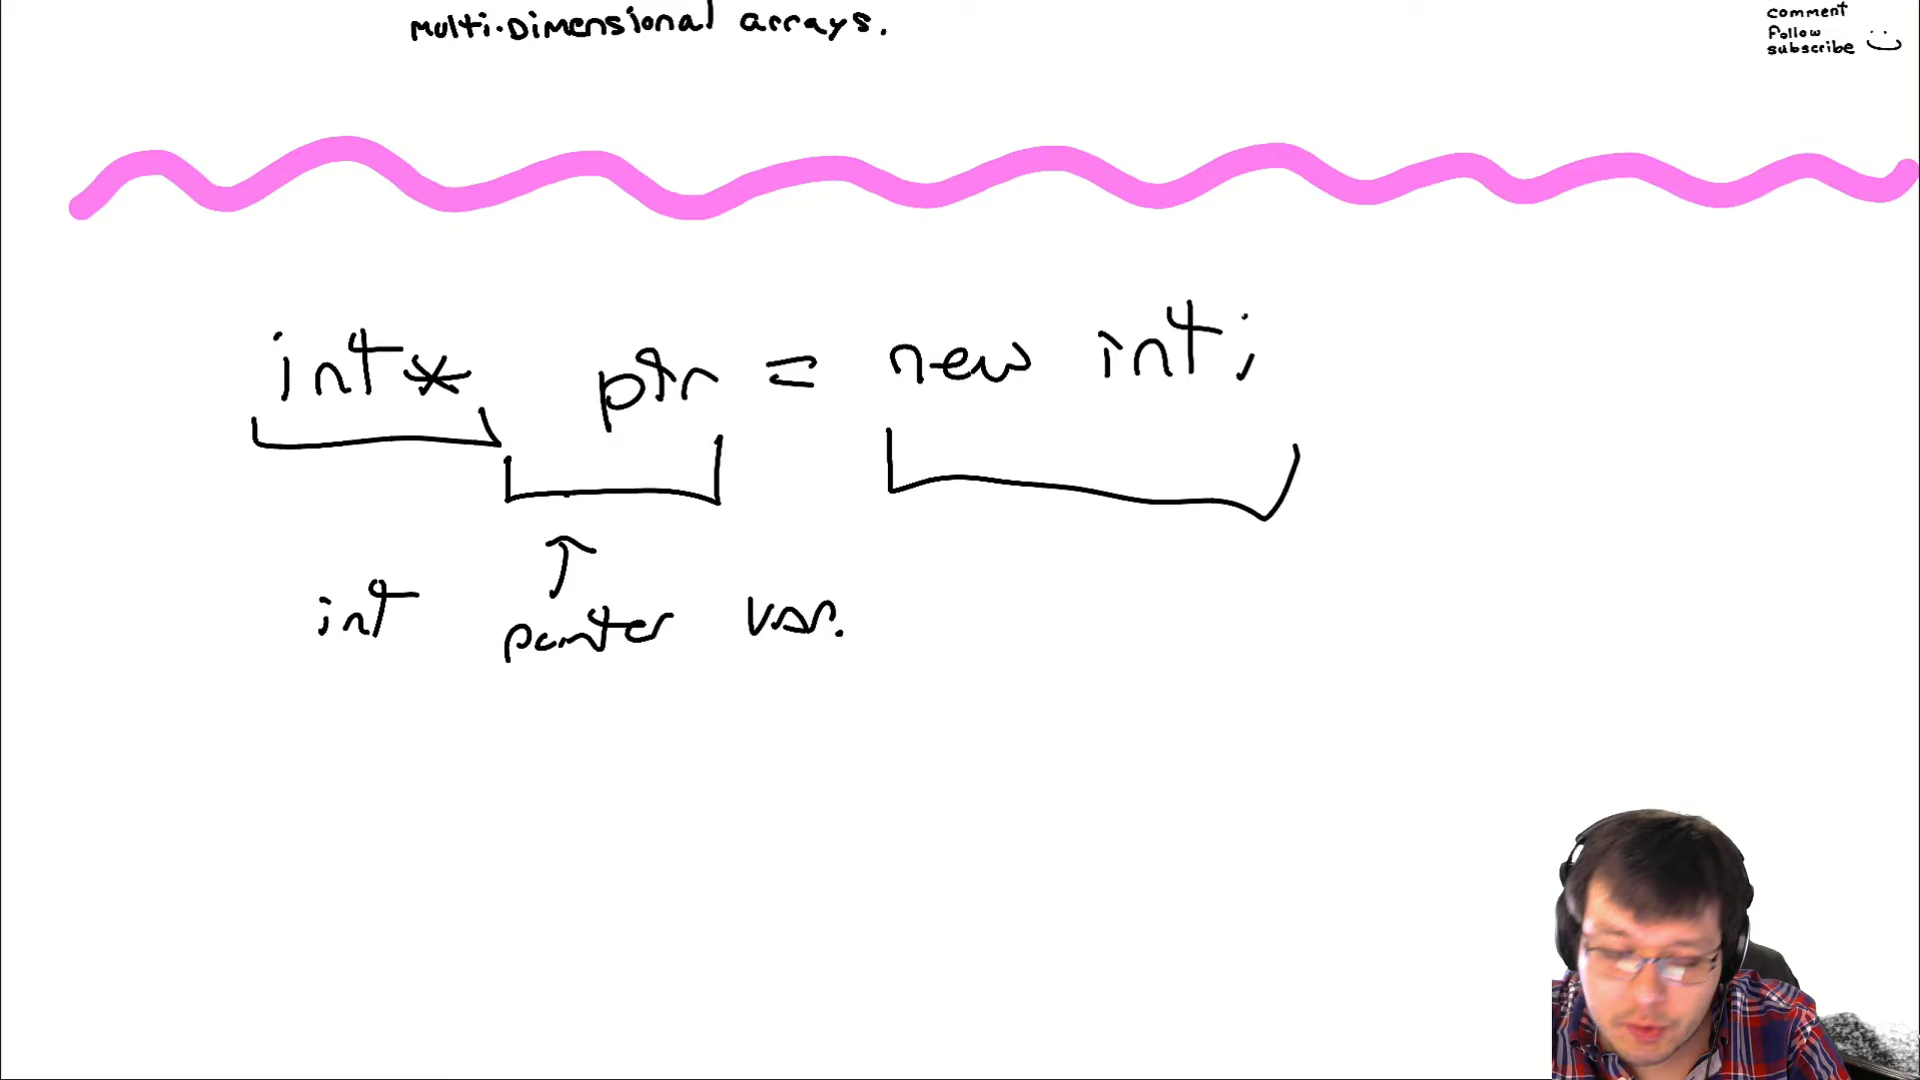 multi-Dimensional arrays.
comment
follow
subscribe
int* ptr = new int;
int pointer var.